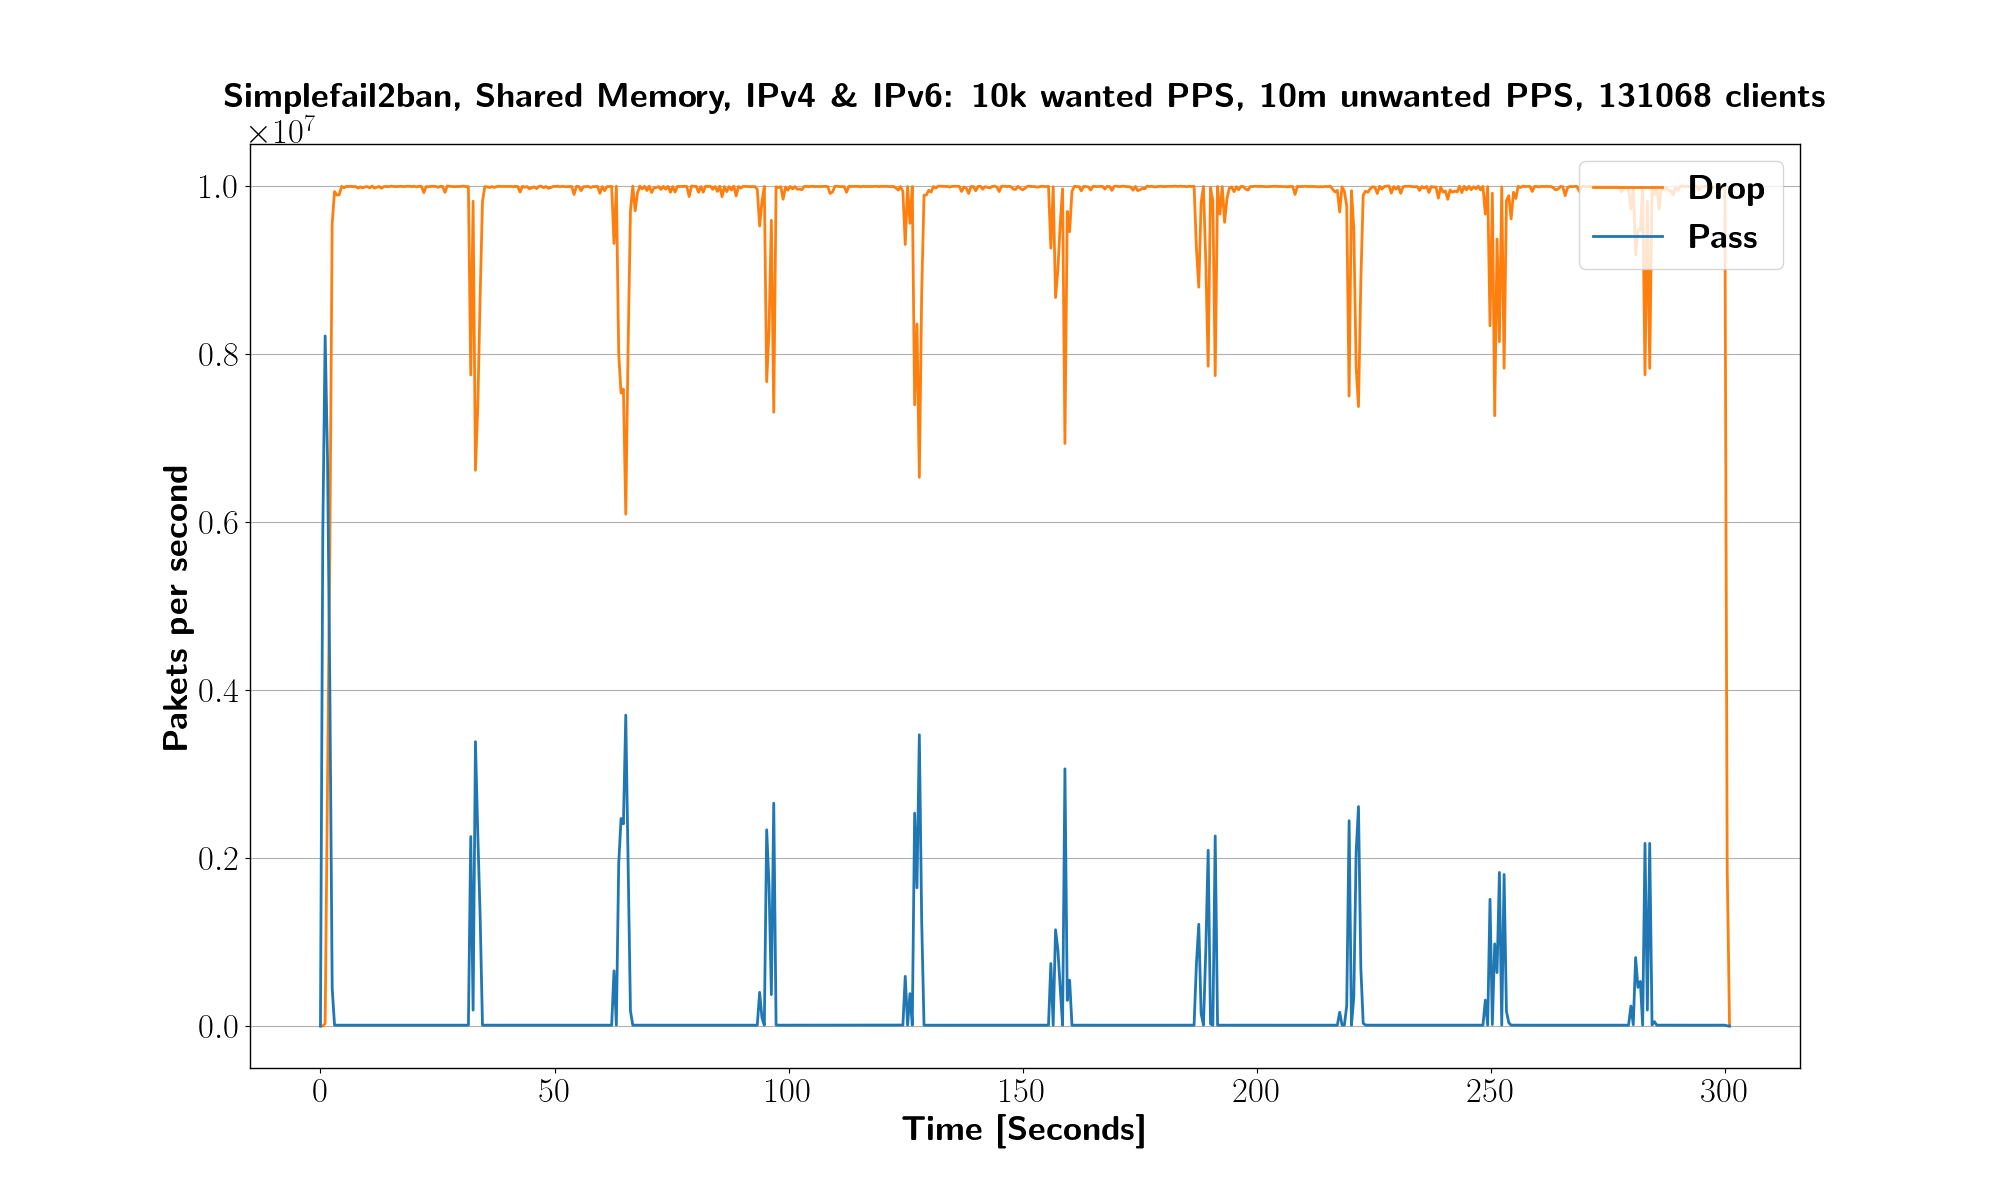 Simplefail2ban, Shared Memory, IPv4 & IPv6: 10k wanted PPS, 10m unwanted PPS, 131068 clients
×10⁷
1.0
0.8
0.6
0.4
0.2
0.0
Pakets per second
Drop
Pass
0 50 100 150 200 250 300
Time [Seconds]